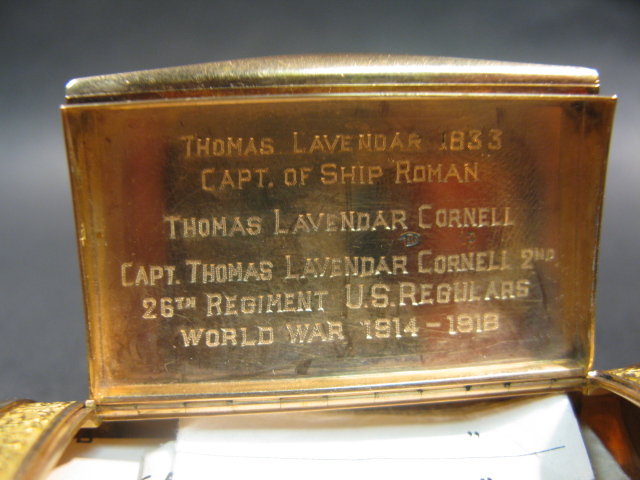 THOMAS LAVENDAR 1833
CAPT. OF SHIP ROMAN
THOMAS LAVENDAR CORNELL
CAPT. THOMAS LAVENDAR CORNELL 2ND
26TH REGIMENT U.S. REGULARS
WORLD WAR 1914-1918